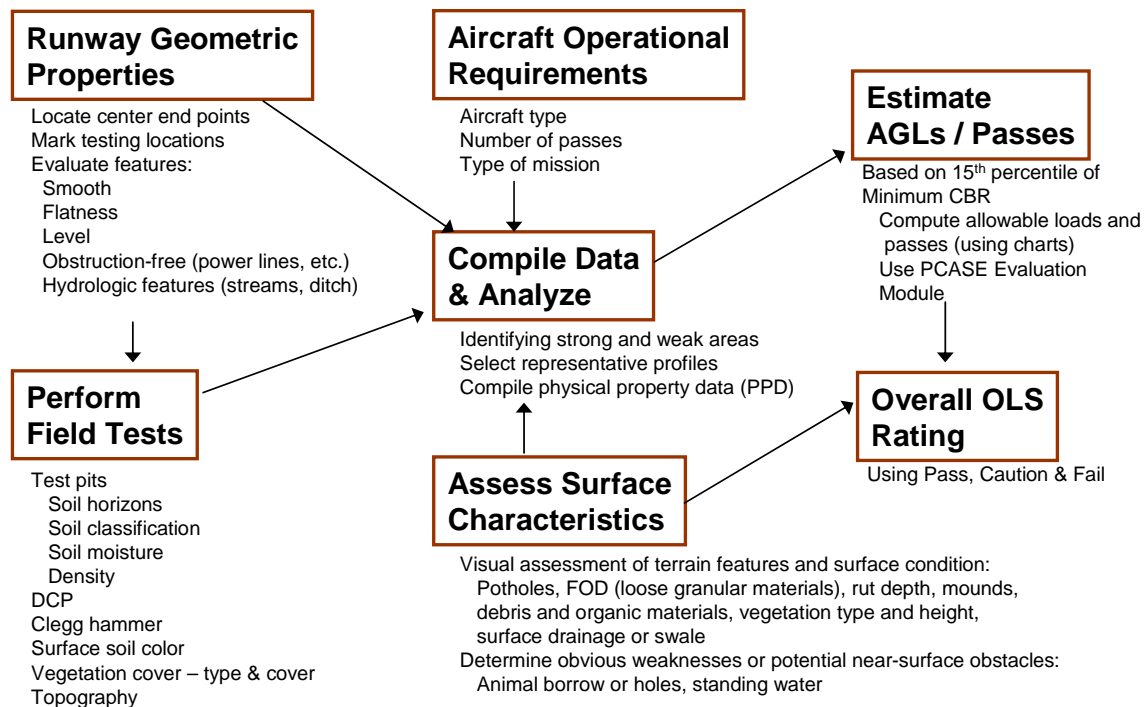 Runway Geometric
Properties
Locate center end points
Mark testing locations
Evaluate features:
Smooth
Flatness
Level
Obstruction-free (power lines, etc.)
Hydrologic features (streams, ditch)
Perform
Field Tests
Test pits
Soil horizons
Soil classification
Soil moisture
Density
DCP
Clegg hammer
Surface soil color
Vegetation cover – type & cover
Topography
Aircraft Operational
Requirements
Aircraft type
Number of passes
Type of mission
Compile Data
& Analyze
Identifying strong and weak areas
Select representative profiles
Compile physical property data (PPD)
Assess Surface
Characteristics
Visual assessment of terrain features and surface condition:
Potholes, FOD (loose granular materials), rut depth, mounds,
debris and organic materials, vegetation type and height,
surface drainage or swale
Determine obvious weaknesses or potential near-surface obstacles:
Animal borrow or holes, standing water
Estimate
AGLs / Passes
Based on 15th percentile of
Minimum CBR
Compute allowable loads and
passes (using charts)
Use PCASE Evaluation
Module
Overall OLS
Rating
Using Pass, Caution & Fail